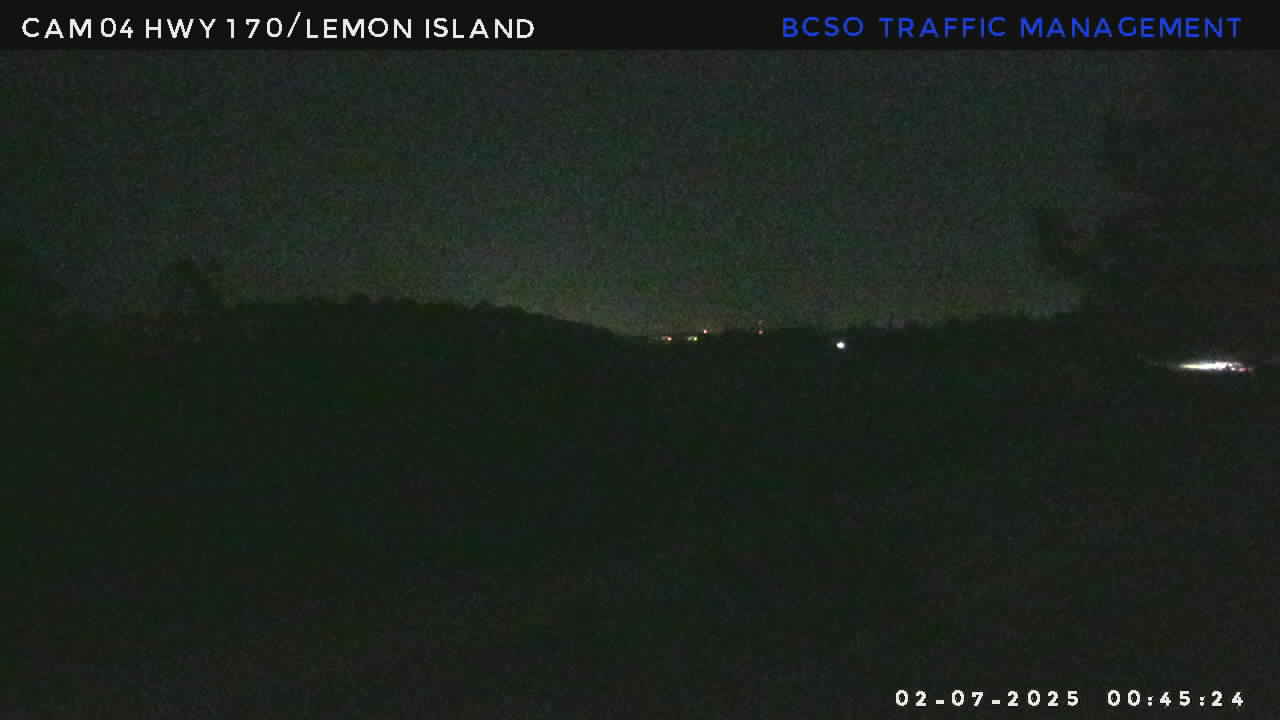 CAM04 HWY 170/LEMON ISLAND
BCSO TRAFFIC MANAGEMENT
02-07-2025 00:45:24